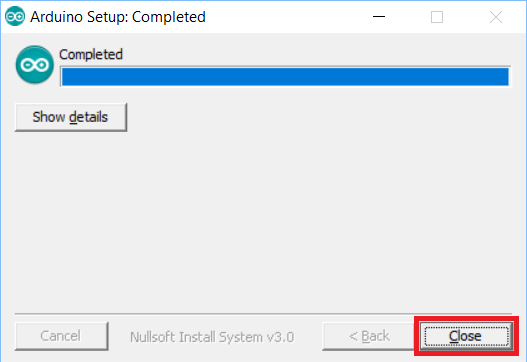 Arduino Setup: Completed
Completed
Show details
Cancel
Nullsoft Install System v3.0
< Back
Close